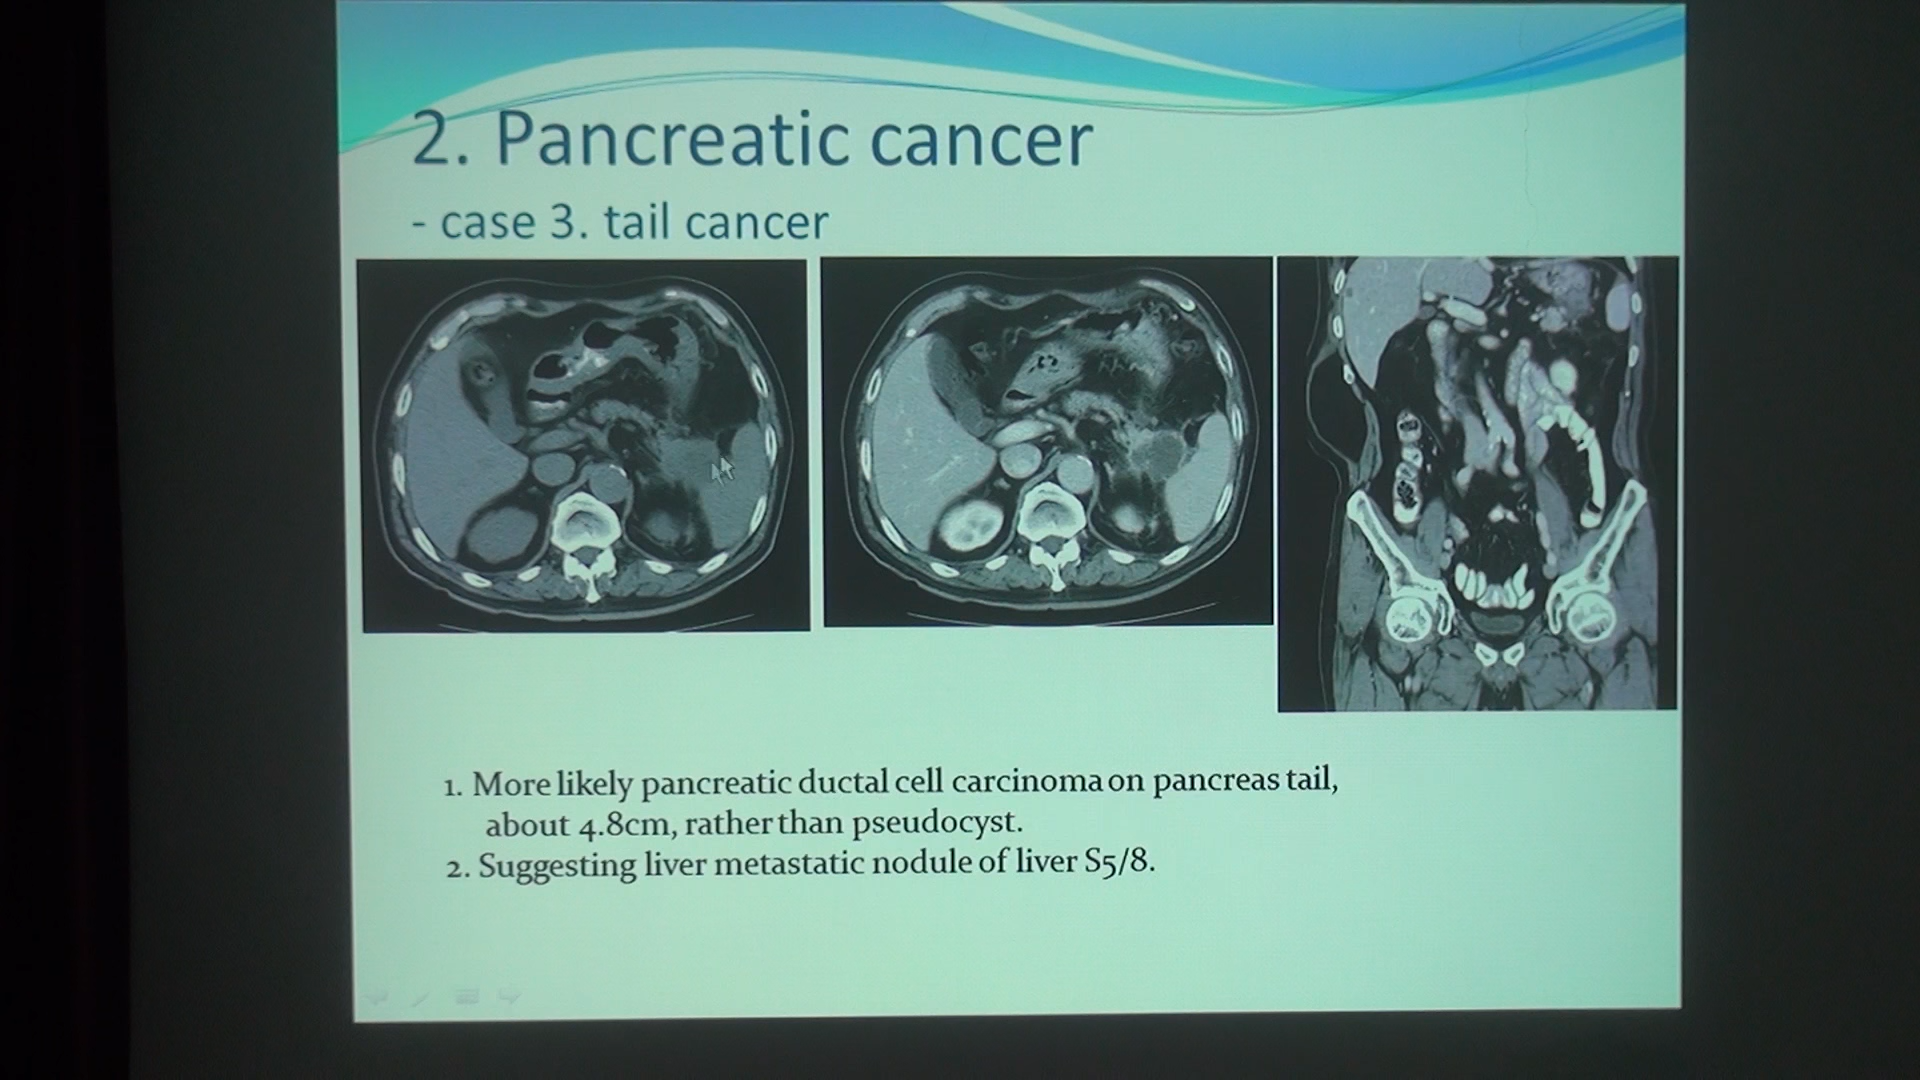 2. Pancreatic cancer
- case 3. tail cancer
1. More likely pancreatic ductal cell carcinoma on pancreas tail,
about 4.8cm, rather than pseudocyst.
2. Suggesting liver metastatic nodule of liver S5/8.